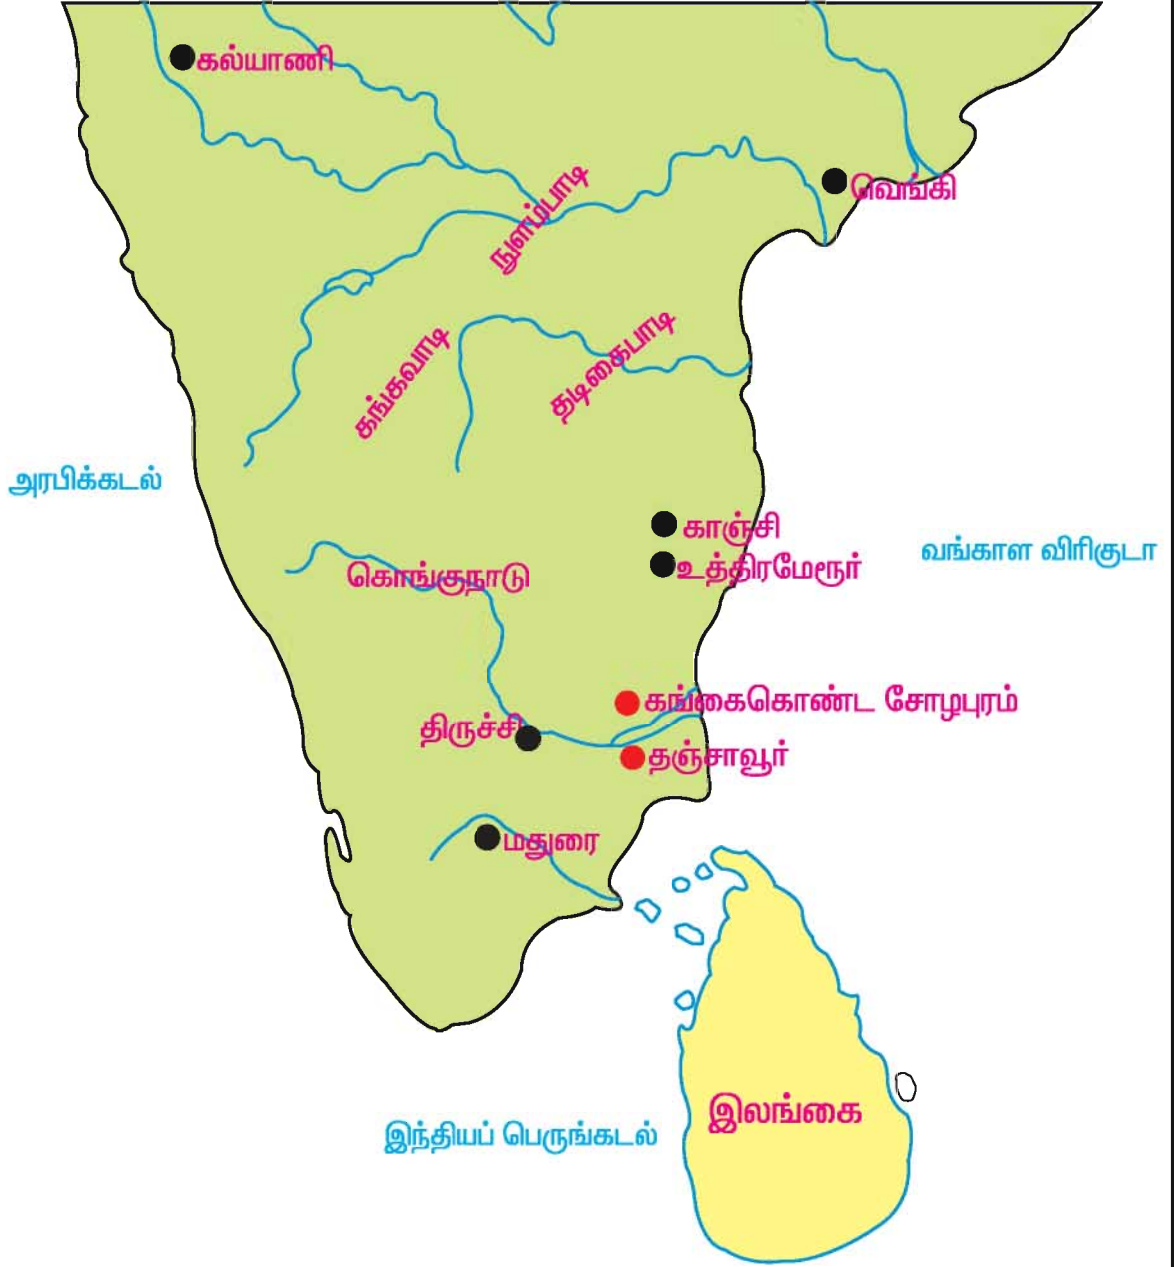 கல்யாணி
வெங்கி
நுளம்பாடி
கங்கவாடி
தடிகைபாடி
அரபிக்கடல்
காஞ்சி
வங்காள விரிகுடா
உத்திரமேரூர்
கொங்குநாடு
கங்கைகொண்ட சோழபுரம்
திருச்சி
தஞ்சாவூர்
மதுரை
இலங்கை
இந்தியப் பெருங்கடல்